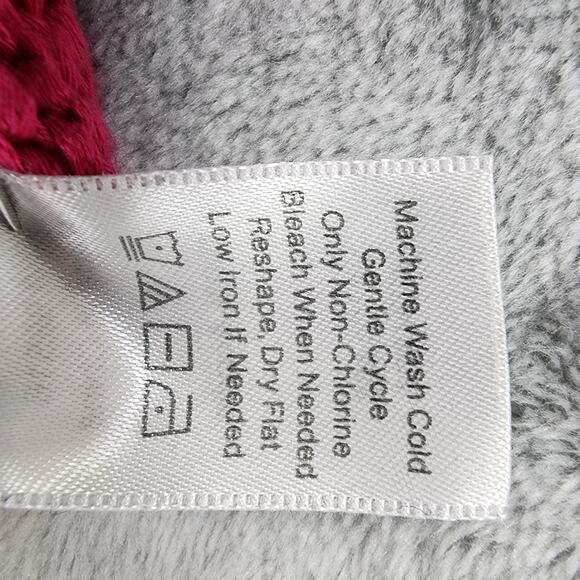 Machine Wash Cold
Gentle Cycle
Only Non-Chlorine
Bleach When Needed
Reshape, Dry Flat
Low Iron If Needed